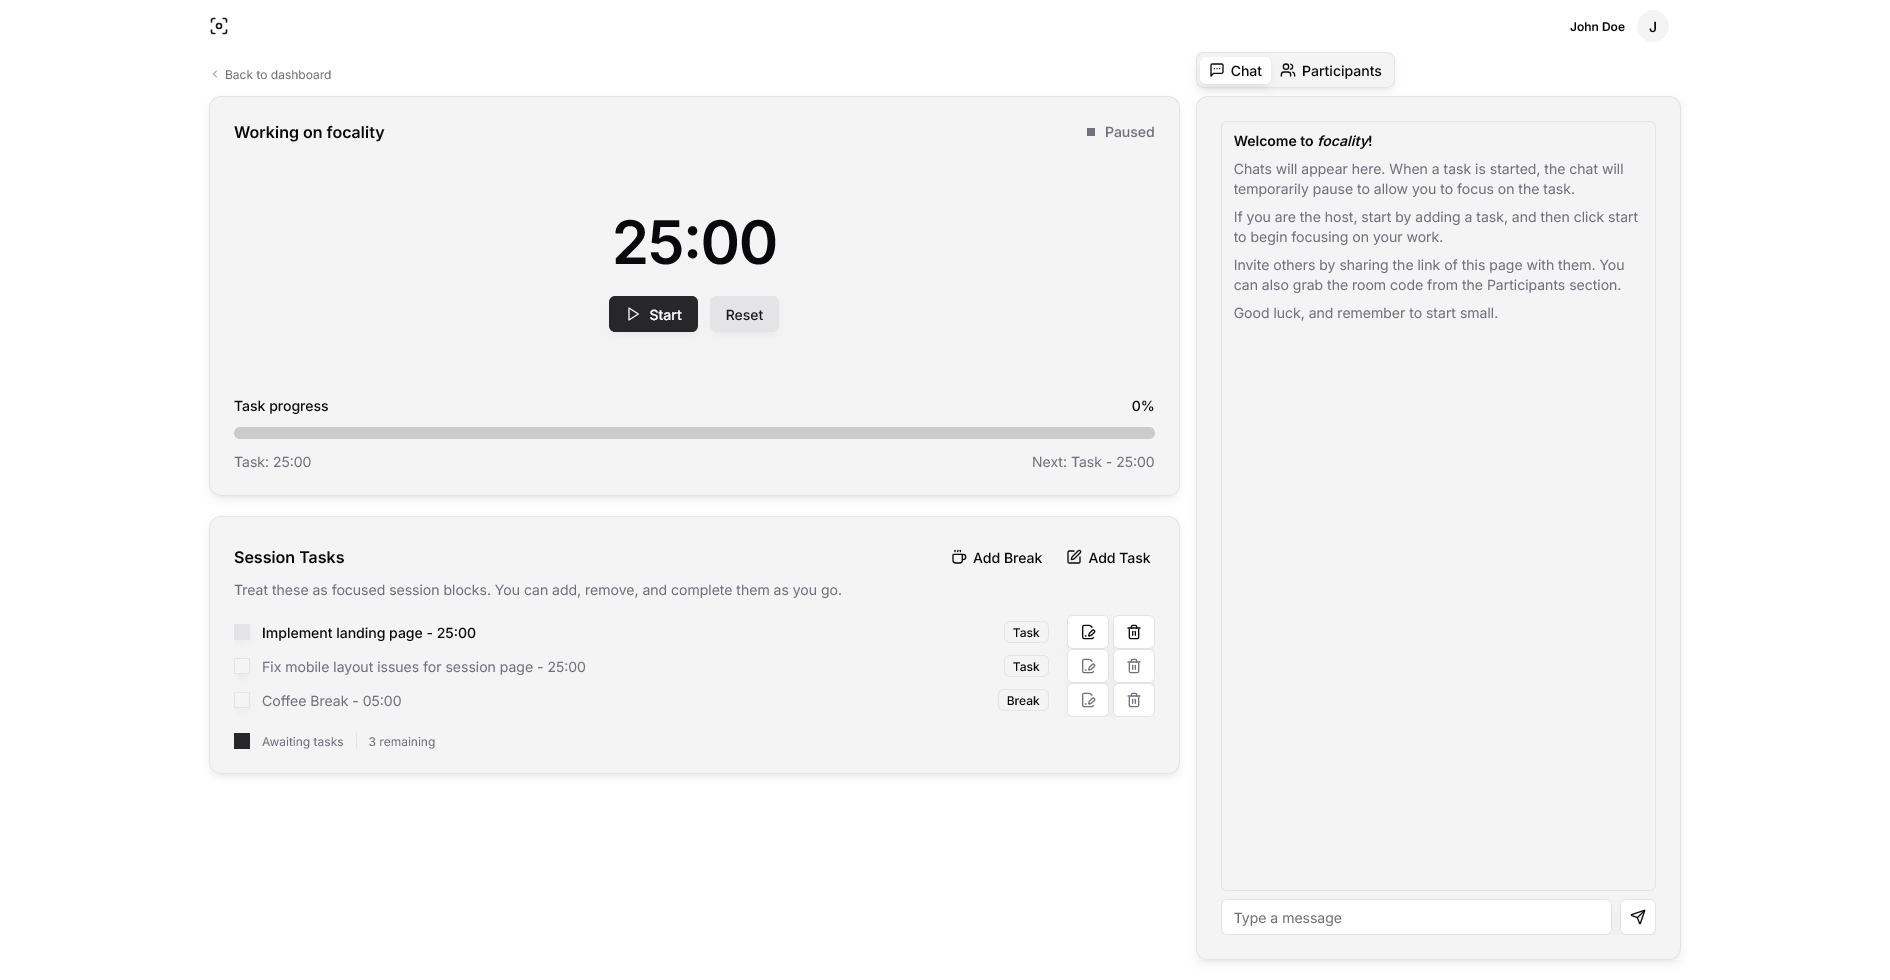 John Doe
J
Back to dashboard
Chat
Participants
Working on focality
Paused
25:00
Start
Reset
Task progress
0%
Task: 25:00
Next: Task - 25:00
Session Tasks
Add Break
Add Task
Treat these as focused session blocks. You can add, remove, and complete them as you go.
Implement landing page - 25:00
Task
Fix mobile layout issues for session page - 25:00
Task
Coffee Break - 05:00
Break
Awaiting tasks
3 remaining
Welcome to focality!
Chats will appear here. When a task is started, the chat will
temporarily pause to allow you to focus on the task.
If you are the host, start by adding a task, and then click start
to begin focusing on your work.
Invite others by sharing the link of this page with them. You
can also grab the room code from the Participants section.
Good luck, and remember to start small.
Type a message